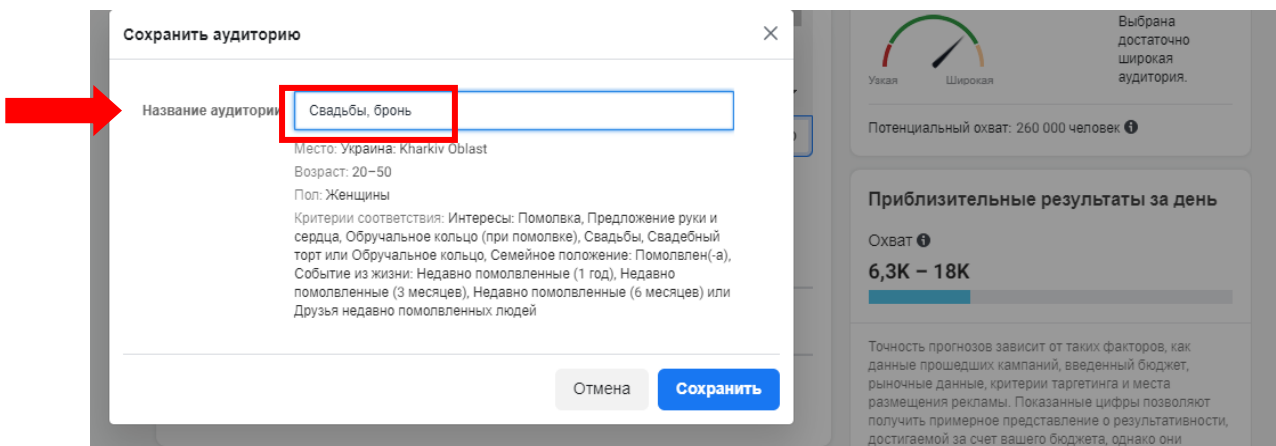 Сохранить аудиторию
Название аудитории
Свадьбы, бронь
Место: Украина: Kharkiv Oblast
Возраст: 20–50
Пол: Женщины
Критерии соответствия: Интересы: Помолвка, Предложение руки и
сердца, Обручальное кольцо (при помолвке), Свадьбы, Свадебный
торт или Обручальное кольцо, Семейное положение: Помолвлен(-а),
Событие из жизни: Недавно помолвленные (1 год), Недавно
помолвленные (3 месяцев), Недавно помолвленные (6 месяцев) или
Друзья недавно помолвленных людей
Отмена
Сохранить
Выбрана
достаточно
широкая
аудитория.
Узкая
Широкая
Потенциальный охват: 260 000 человек
Приблизительные результаты за день
Охват
6,3K – 18K
Точность прогнозов зависит от таких факторов, как
данные прошедших кампаний, введенный бюджет,
рыночные данные, критерии таргетинга и места
размещения рекламы. Показанные цифры позволяют
получить примерное представление о результативности,
достигаемой за счет вашего бюджета, однако они